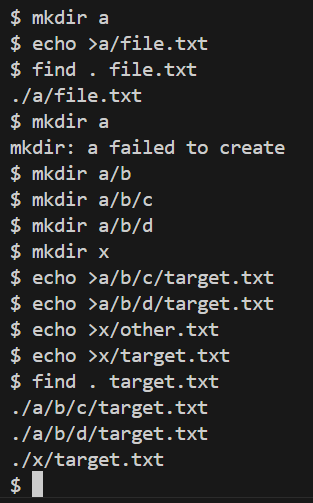 $ mkdir a
$ echo >a/file.txt
$ find . file.txt
./a/file.txt
$ mkdir a
mkdir: a failed to create
$ mkdir a/b
$ mkdir a/b/c
$ mkdir a/b/d
$ mkdir x
$ echo >a/b/c/target.txt
$ echo >a/b/d/target.txt
$ echo >x/other.txt
$ echo >x/target.txt
$ find . target.txt
./a/b/c/target.txt
./a/b/d/target.txt
./x/target.txt
$